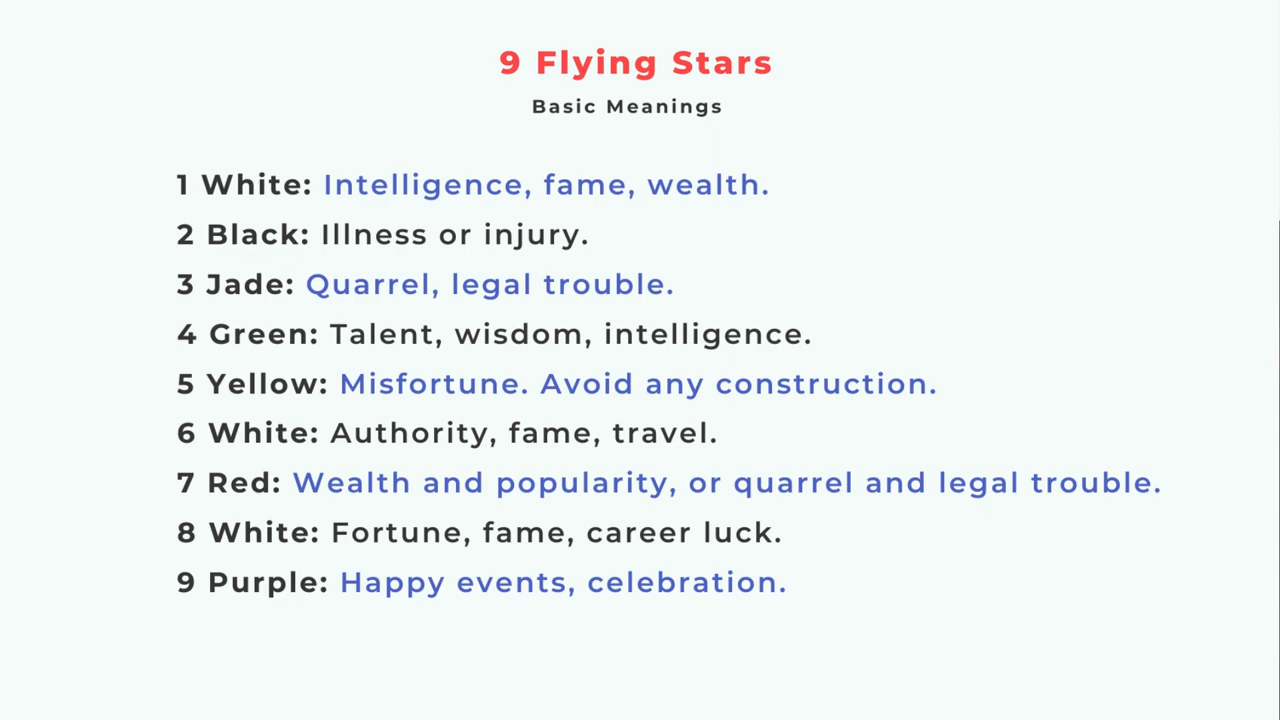 9 Flying Stars
Basic Meanings
1 White: Intelligence, fame, wealth.
2 Black: Illness or injury.
3 Jade: Quarrel, legal trouble.
4 Green: Talent, wisdom, intelligence.
5 Yellow: Misfortune. Avoid any construction.
6 White: Authority, fame, travel.
7 Red: Wealth and popularity, or quarrel and legal trouble.
8 White: Fortune, fame, career luck.
9 Purple: Happy events, celebration.